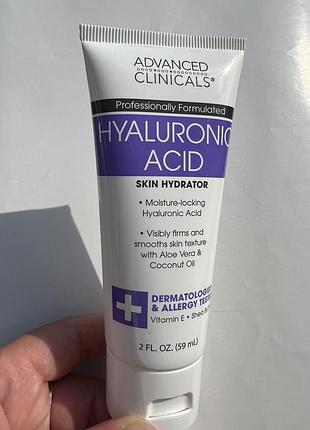 ADVANCED
CLINICALS®
Professionally Formulated
HYALURONIC
ACID
SKIN HYDRATOR
• Moisture-locking
Hyaluronic Acid
• Visibly firms and
smooths skin texture
with Aloe Vera &
Coconut Oil
DERMATOLOGIST
& ALLERGY TESTED
Vitamin E • Shea
2 FL. OZ. (59 mL)